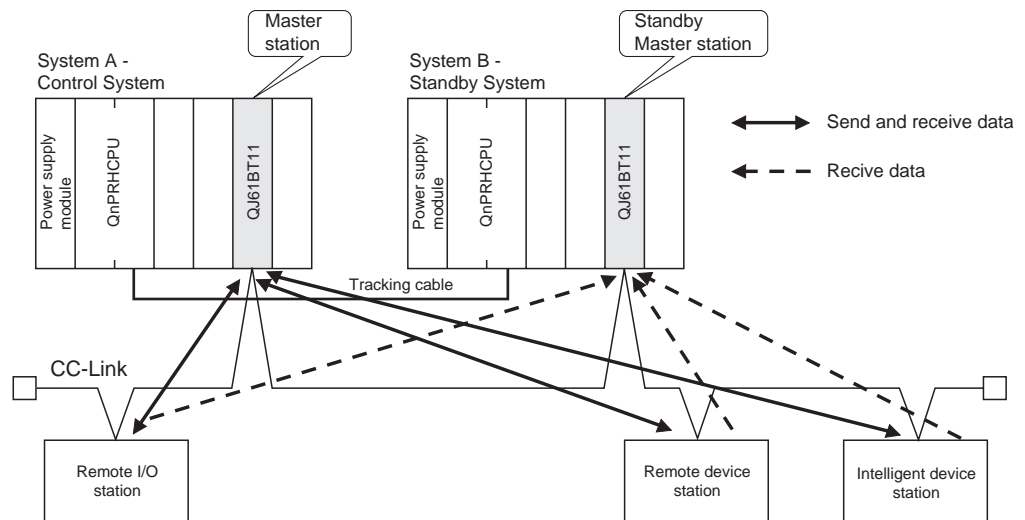 Master
station
Standby
Master station
System A -
Control System
System B -
Standby System
Power supply
module
QnPRHCPU
QJ61BT11
Power supply
module
QnPRHCPU
QJ61BT11
Send and receive data
Recive data
Tracking cable
CC-Link
Remote I/O
station
Remote device
station
Intelligent device
station